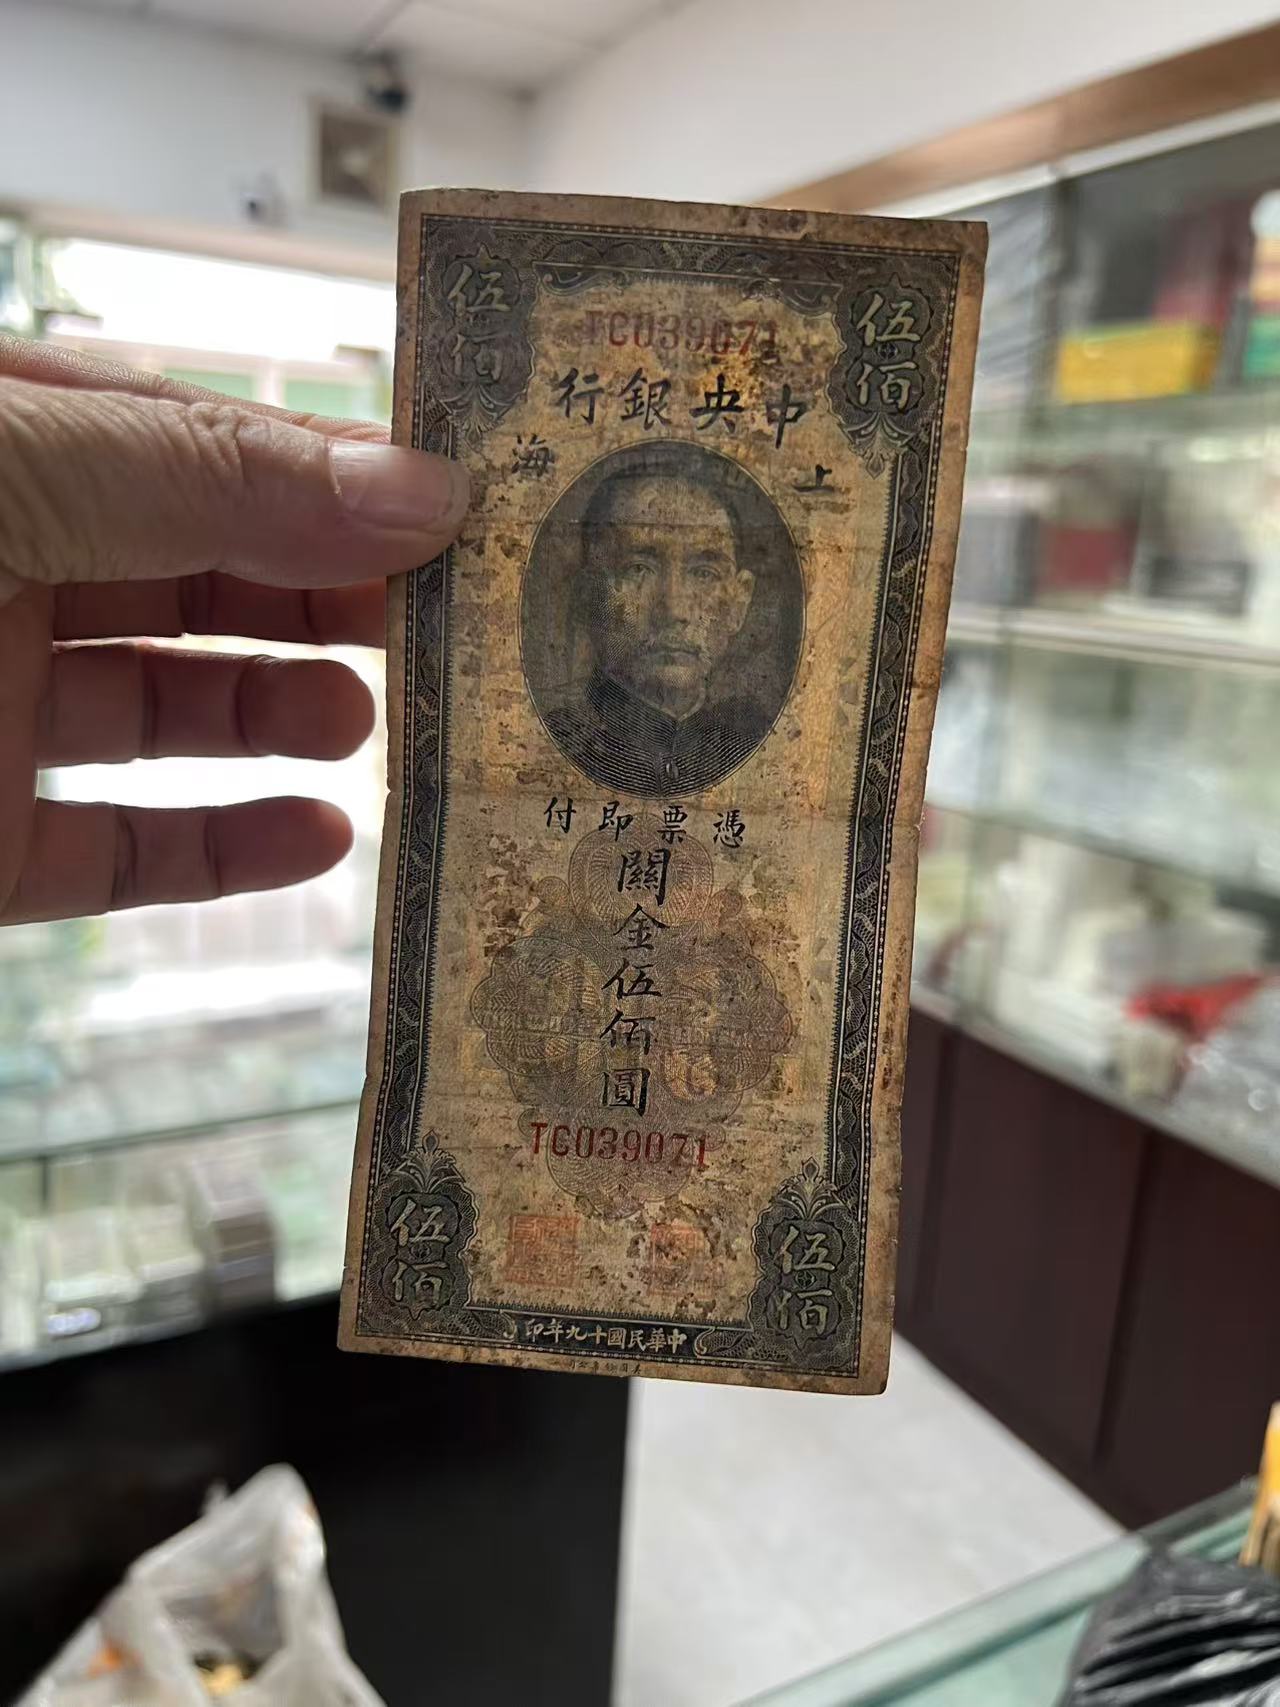 伍佰
伍佰
TC039071
中央銀行
上海
憑票即付
關金伍佰圓
TC039071
伍佰
伍佰
中華民國十九年印